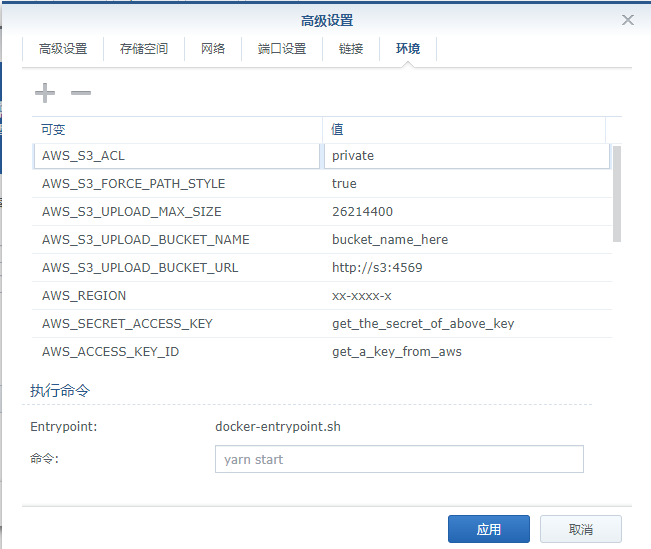 高级设置
高级设置 存储空间 网络 端口设置 链接 环境
可变 值
AWS_S3_ACL private
AWS_S3_FORCE_PATH_STYLE true
AWS_S3_UPLOAD_MAX_SIZE 26214400
AWS_S3_UPLOAD_BUCKET_NAME bucket_name_here
AWS_S3_UPLOAD_BUCKET_URL http://s3:4569
AWS_REGION xx-xxxx-x
AWS_SECRET_ACCESS_KEY get_the_secret_of_above_key
AWS_ACCESS_KEY_ID get_a_key_from_aws
执行命令
Entrypoint: docker-entrypoint.sh
命令: yarn start
应用 取消